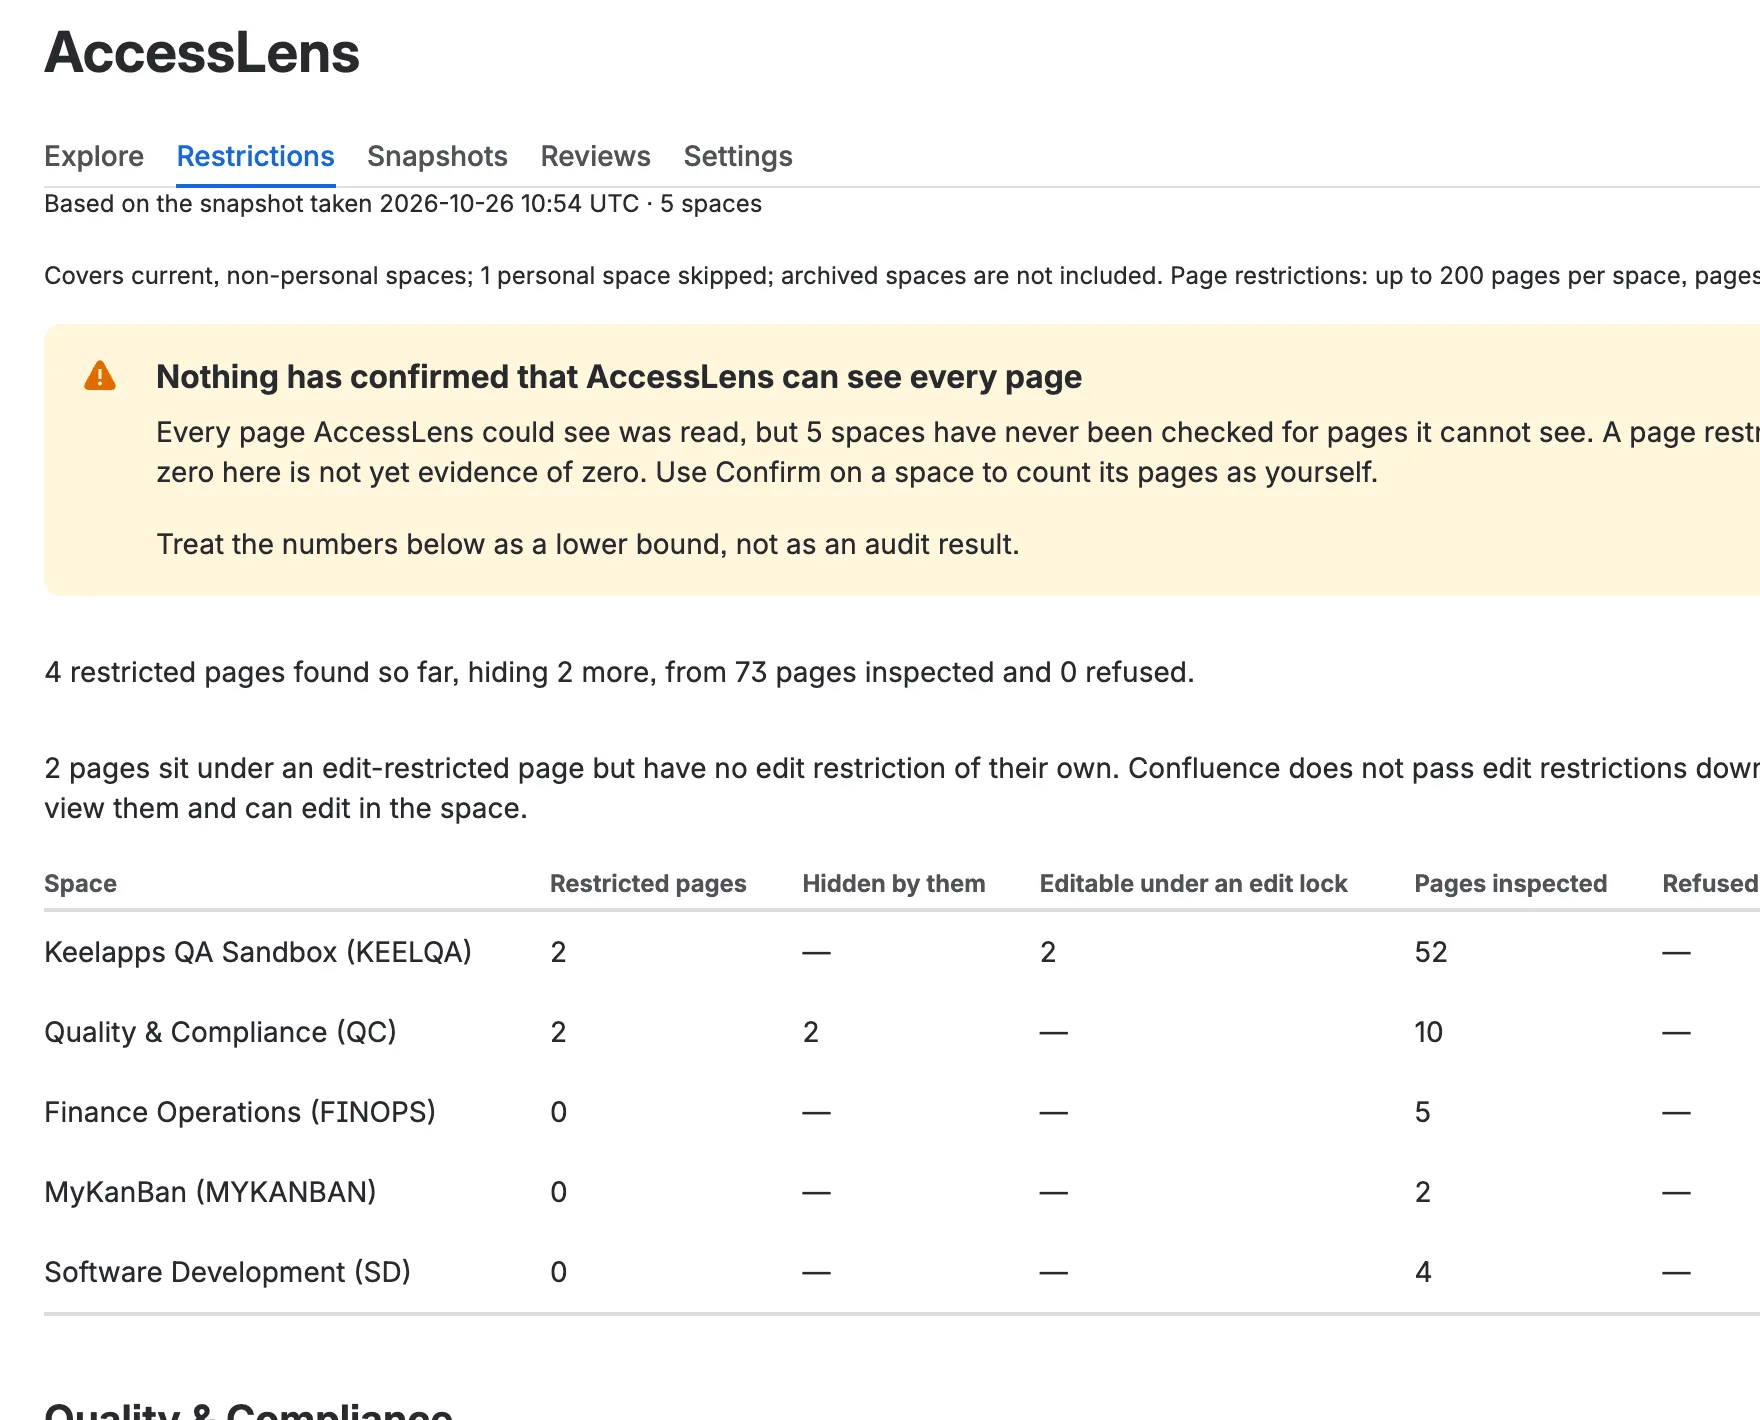 AccessLens
Explore Restrictions Snapshots Reviews Settings
Based on the snapshot taken 2026-10-26 10:54 UTC · 5 spaces
Covers current, non-personal spaces; 1 personal space skipped; archived spaces are not included. Page restrictions: up to 200 pages per space, pages
Nothing has confirmed that AccessLens can see every page
Every page AccessLens could see was read, but 5 spaces have never been checked for pages it cannot see. A page
zero here is not yet evidence of zero. Use Confirm on a space to count its pages as yourself.
Treat the numbers below as a lower bound, not as an audit result.
4 restricted pages found so far, hiding 2 more, from 73 pages inspected and 0 refused.
2 pages sit under an edit-restricted page but have no edit restriction of their own. Confluence does not pass edit restrictions down
view them and can edit in the space.
Space Restricted pages Hidden by them Editable under an edit lock Pages inspected Refused
Keelapps QA Sandbox (KEELQA) 2 — 2 52 —
Quality & Compliance (QC) 2 2 — 10 —
Finance Operations (FINOPS) 0 — — 5 —
MyKanBan (MYKANBAN) 0 — — 2 —
Software Development (SD) 0 — — 4 —
Quality & Compliance